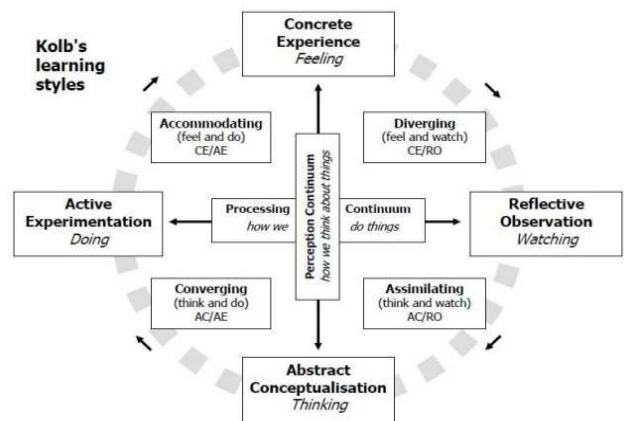 Kolb's
learning
styles
Concrete
Experience
Feeling
Accommodating
(feel and do)
CE/AE
Diverging
(feel and watch)
CE/RO
Active
Experimentation
Doing
Processing
how we
Perception Continuum
how we think about things
Continuum
do things
Reflective
Observation
Watching
Converging
(think and do)
AC/AE
Assimilating
(think and watch)
AC/RO
Abstract
Conceptualisation
Thinking